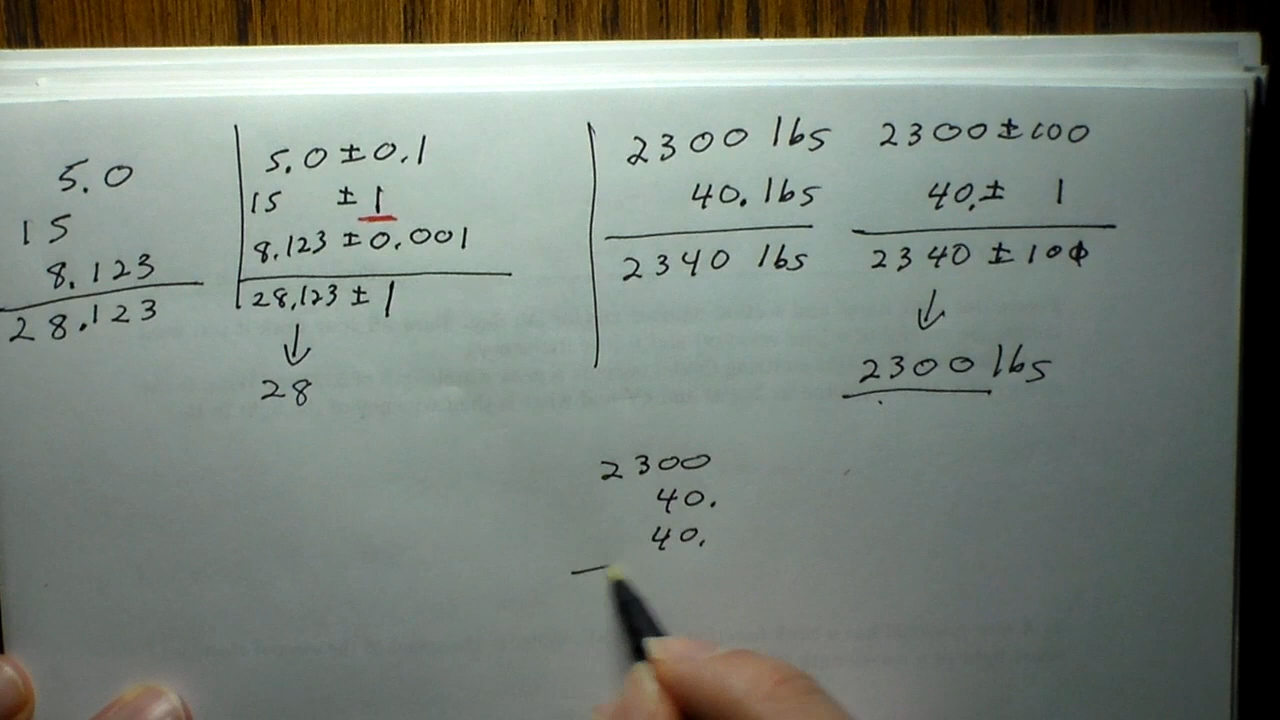 5.0
15
8.123
28.123
5.0 ± 0.1
15 ± 1
8.123 ± 0.001
28.123 ± 1
↓
28
2300 lbs
40. lbs
2340 lbs
2300 ± 100
40. ± 1
2340 ± 100
↓
2300 lbs
2300
40.
40.